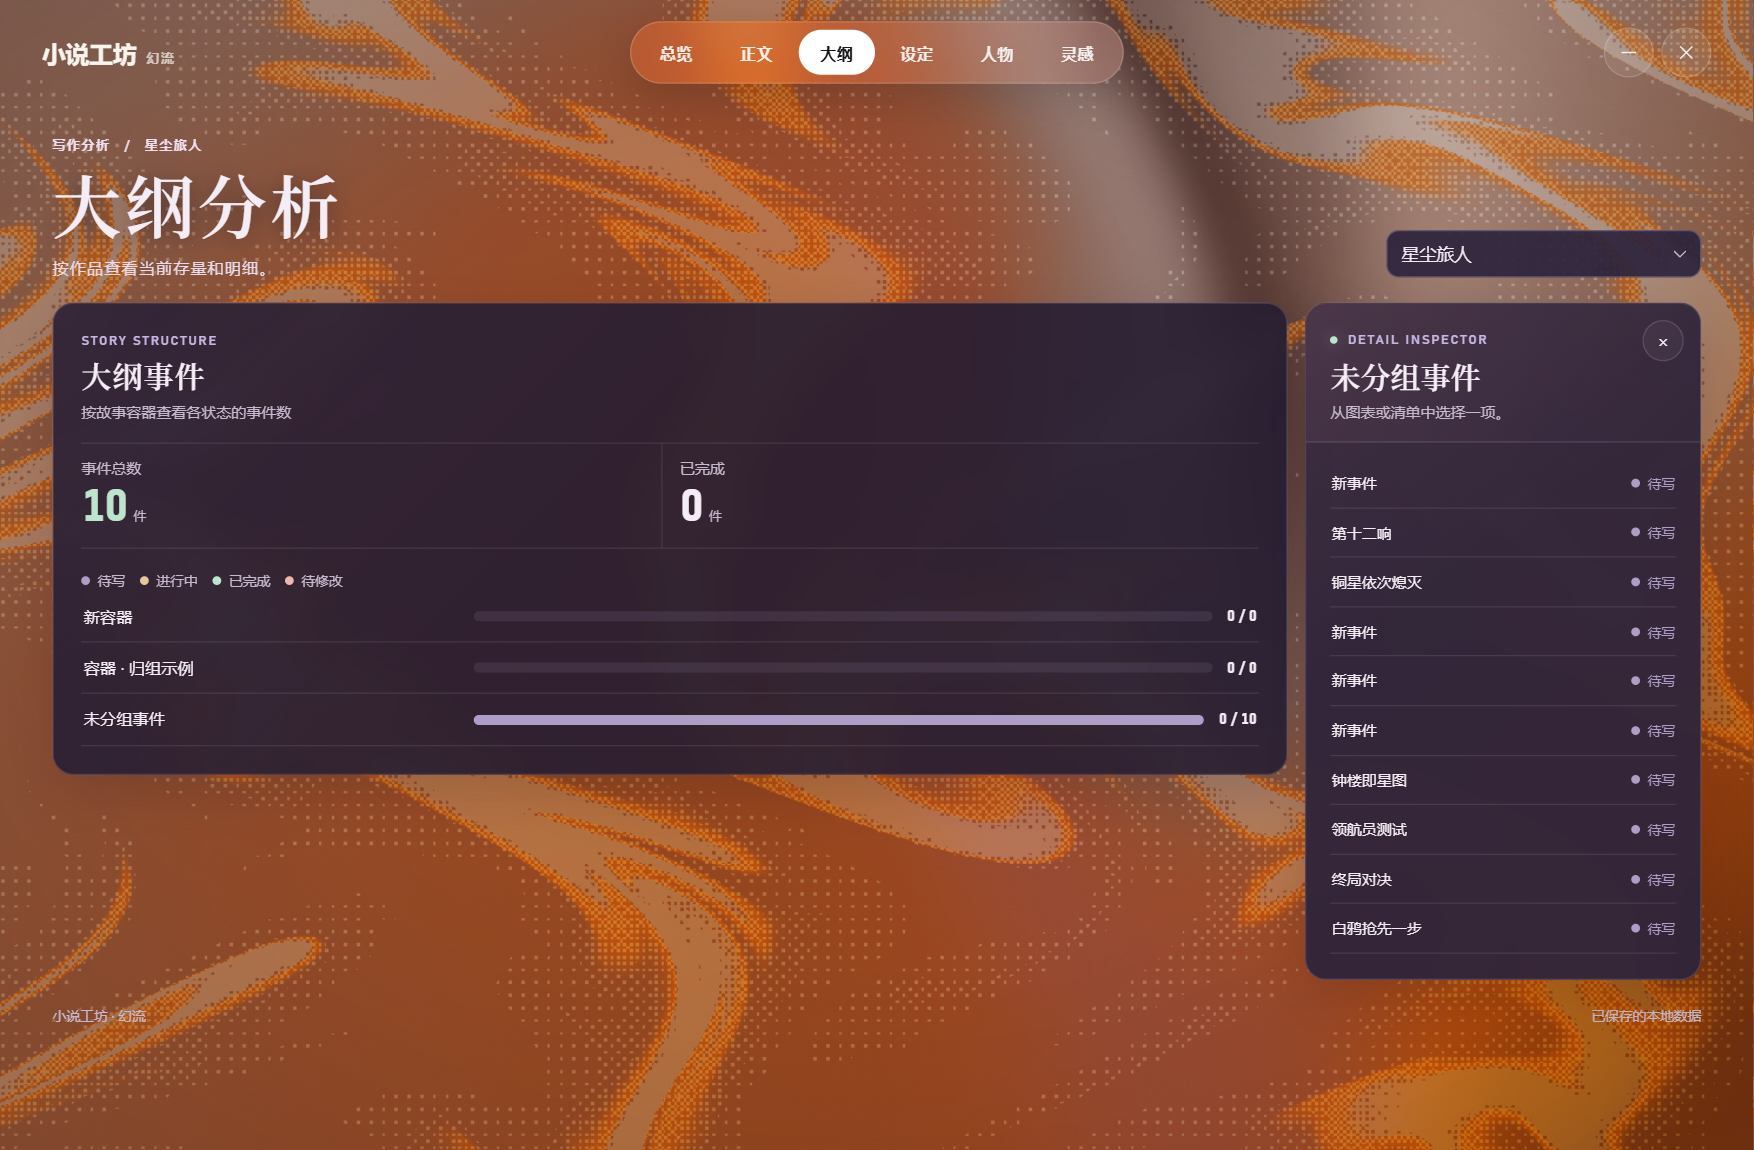 小说工坊 幻流
总览 正文 大纲 设定 人物 灵感
写作分析 / 星尘旅人
大纲分析
按作品查看当前存量和明细。
星尘旅人
STORY STRUCTURE
大纲事件
按故事容器查看各状态的事件数
事件总数
10 件
已完成
0 件
待写 进行中 已完成 待修改
新容器 0 / 0
容器 · 归组示例 0 / 0
未分组事件 0 / 10
DETAIL INSPECTOR
未分组事件
从图表或清单中选择一项。
新事件 待写
第十二响 待写
铜星依次熄灭 待写
新事件 待写
新事件 待写
新事件 待写
钟楼即星图 待写
领航员测试 待写
终局对决 待写
白鸦抢先一步 待写
小说工坊 · 幻流
已保存的本地数据